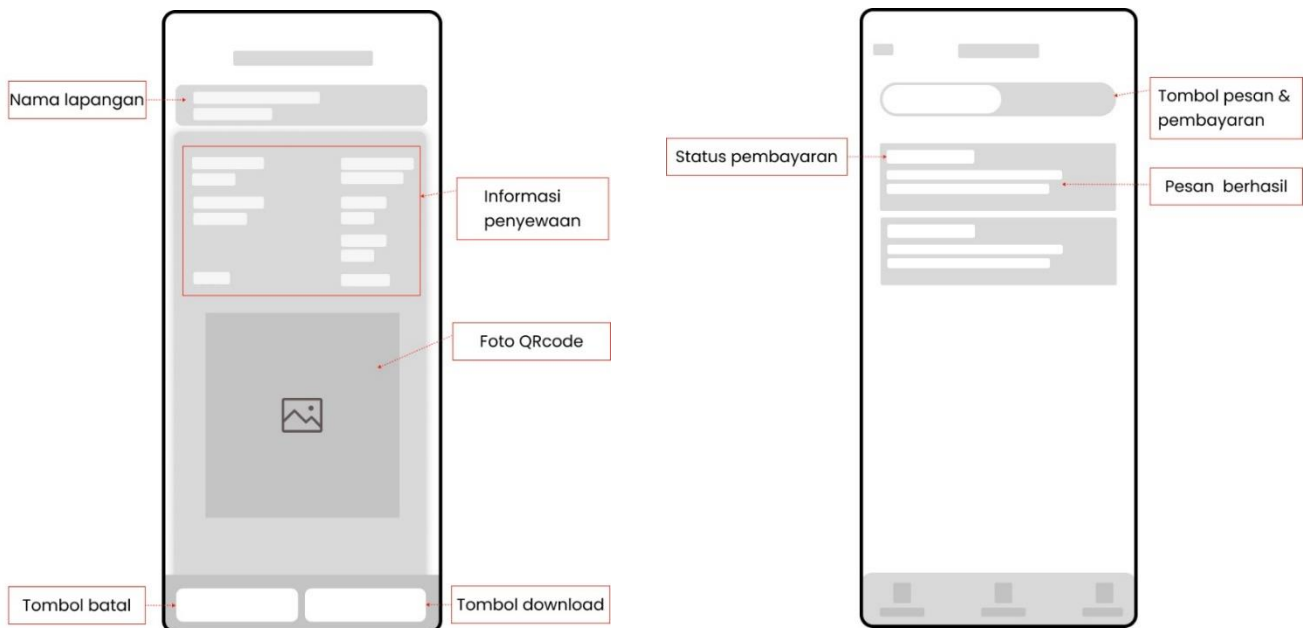 Nama lapangan
Informasi
penyewaan
Foto QRcode
Tombol batal
Tombol download
Tombol pesan &
pembayaran
Status pembayaran
Pesan berhasil